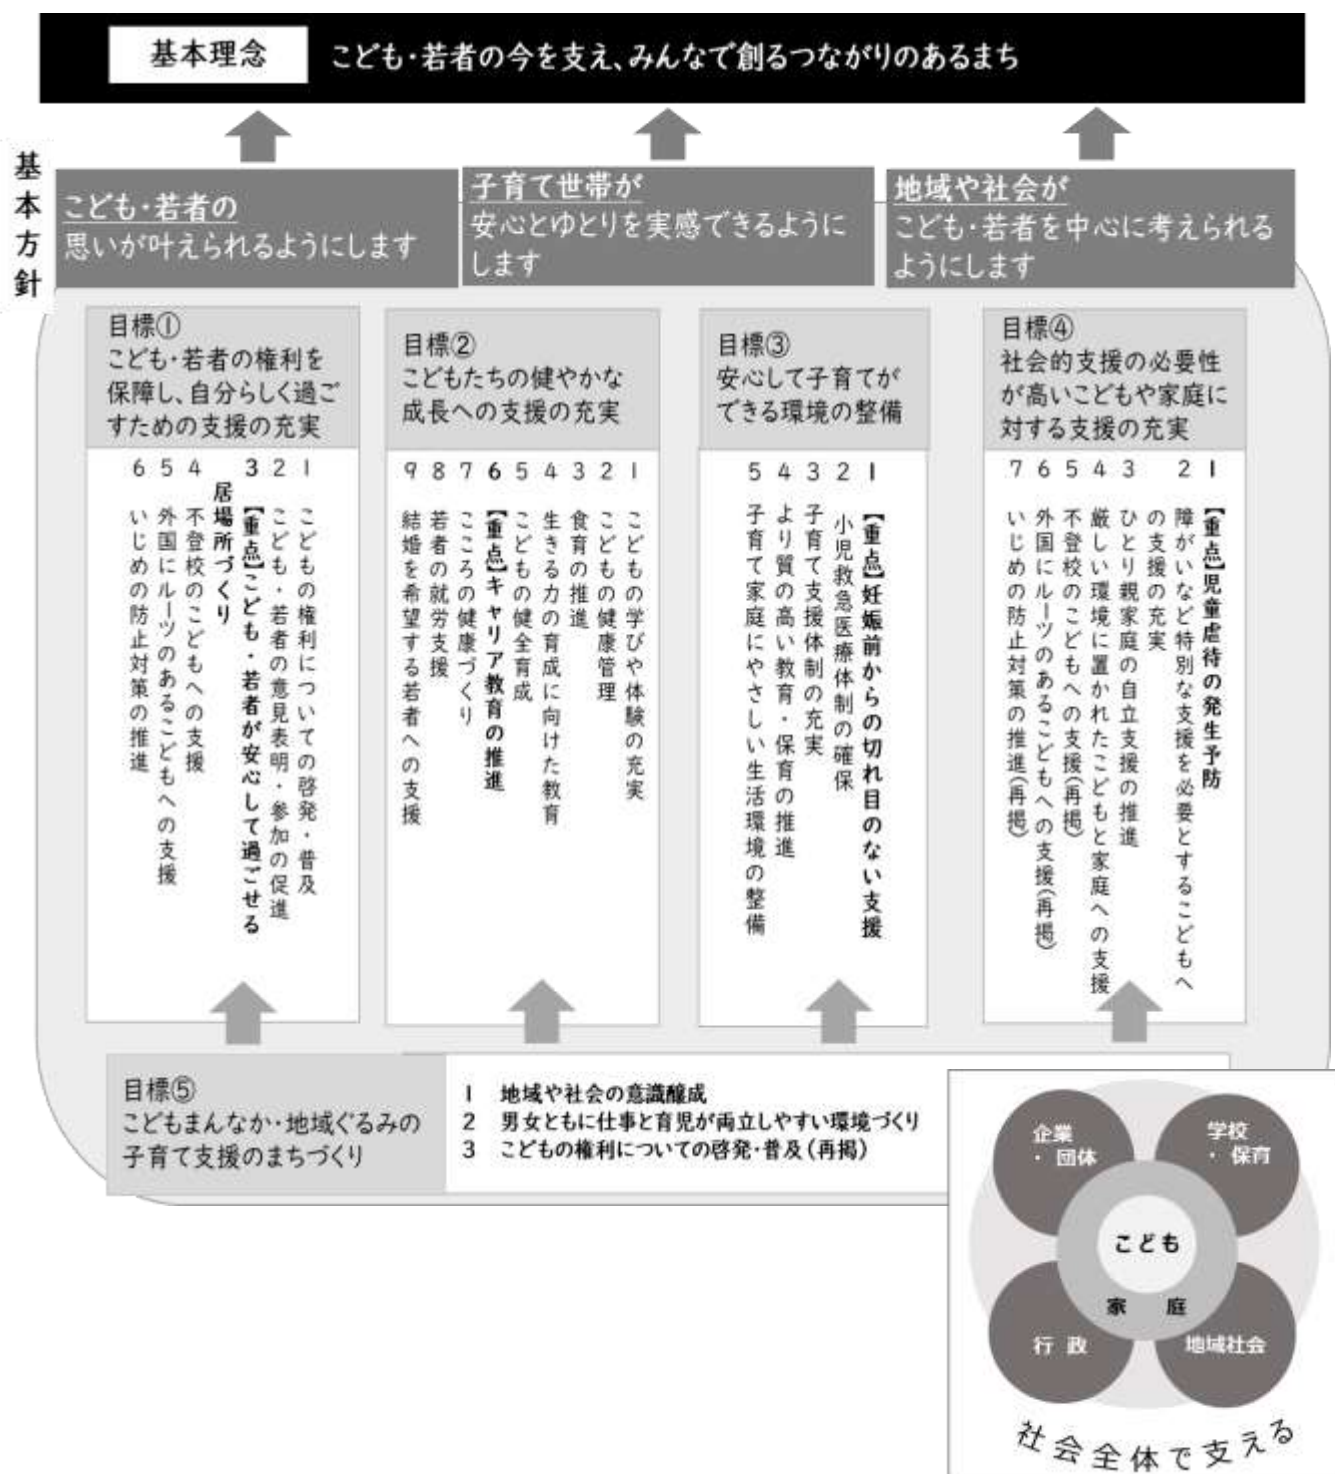 基本理念
こども・若者の今を支え、みんなで創るつながりのあるまち
基本方針
こども・若者の
思いが叶えられるようにします
子育て世帯が
安心とゆとりを実感できるように
します
地域や社会が
こども・若者を中心に考えられる
ようにします
目標①
こども・若者の権利を
保障し、自分らしく過ご
すための支援の充実
1 こどもの権利についての啓発・普及
2 こども・若者の意見表明・参加の促進
3 【重点】こども・若者が安心して過ごせる
居場所づくり
4 不登校のこどもへの支援
5 外国にルーツのあるこどもへの支援
6 いじめの防止対策の推進
目標②
こどもたちの健やかな
成長への支援の充実
1 こどもの学びや体験の充実
2 こどもの健康管理
3 食育の推進
4 生きる力の育成に向けた教育
5 こどもの健全育成
6 【重点】キャリア教育の推進
7 こころの健康づくり
8 若者の就労支援
9 結婚を希望する若者への支援
目標③
安心して子育てが
できる環境の整備
1 【重点】妊娠前からの切れ目のない支援
2 小児救急医療体制の確保
3 子育て支援体制の充実
4 より質の高い教育・保育の推進
5 子育て家庭にやさしい生活環境の整備
目標④
社会的支援の必要性
が高いこどもや家庭に
対する支援の充実
1 【重点】児童虐待の発生予防
2 障がいなど特別な支援を必要とするこどもへ
の支援の充実
3 ひとり親家庭の自立支援の推進
4 厳しい環境に置かれたこどもと家庭への支援
5 不登校のこどもへの支援(再掲)
6 外国にルーツのあるこどもへの支援(再掲)
7 いじめの防止対策の推進(再掲)
目標⑤
こどもまんなか・地域ぐるみの
子育て支援のまちづくり
1 地域や社会の意識醸成
2 男女ともに仕事と育児が両立しやすい環境づくり
3 こどもの権利についての啓発・普及(再掲)
企業
・団体
学校
・保育
こども
家庭
行政
地域社会
社会全体で支える